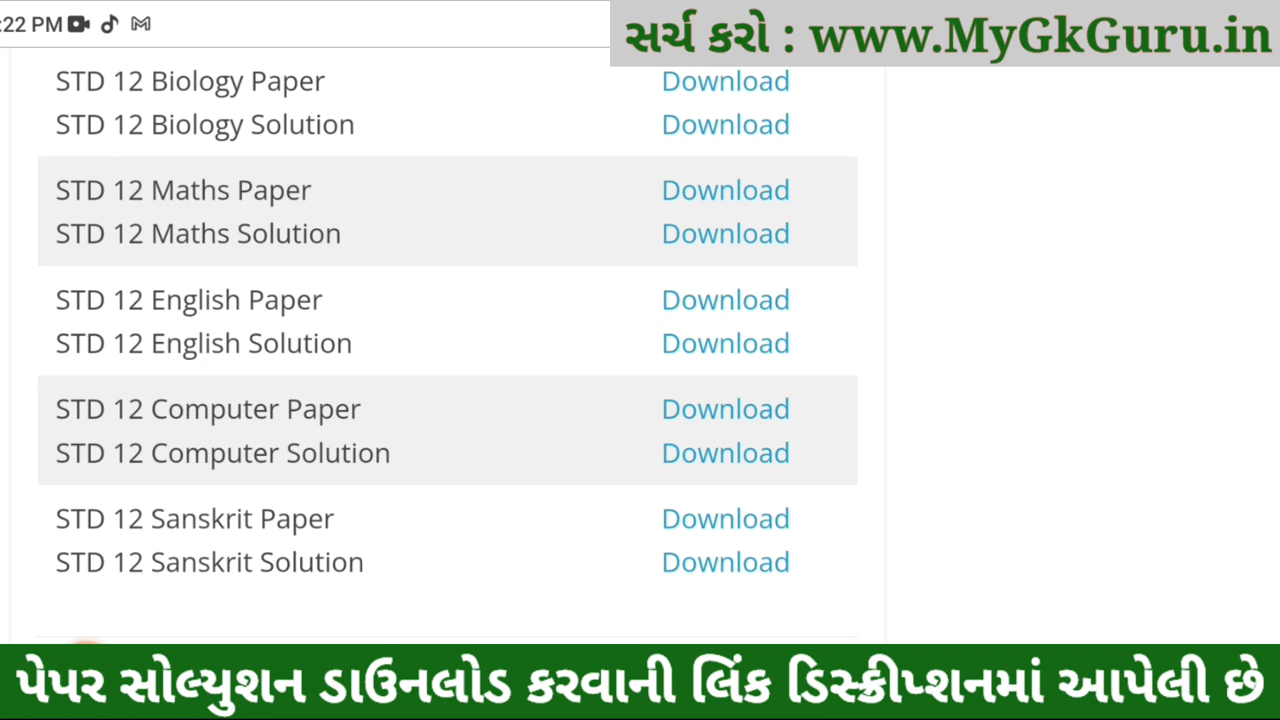 :22 PM
સર્ચ કરો : www.MyGkGuru.in
STD 12 Biology Paper Download
STD 12 Biology Solution Download
STD 12 Maths Paper Download
STD 12 Maths Solution Download
STD 12 English Paper Download
STD 12 English Solution Download
STD 12 Computer Paper Download
STD 12 Computer Solution Download
STD 12 Sanskrit Paper Download
STD 12 Sanskrit Solution Download
પેપર સોલ્યુશન ડાઉનલોડ કરવાની લિંક ડિસ્ક્રીપ્શનમાં આપેલી છે